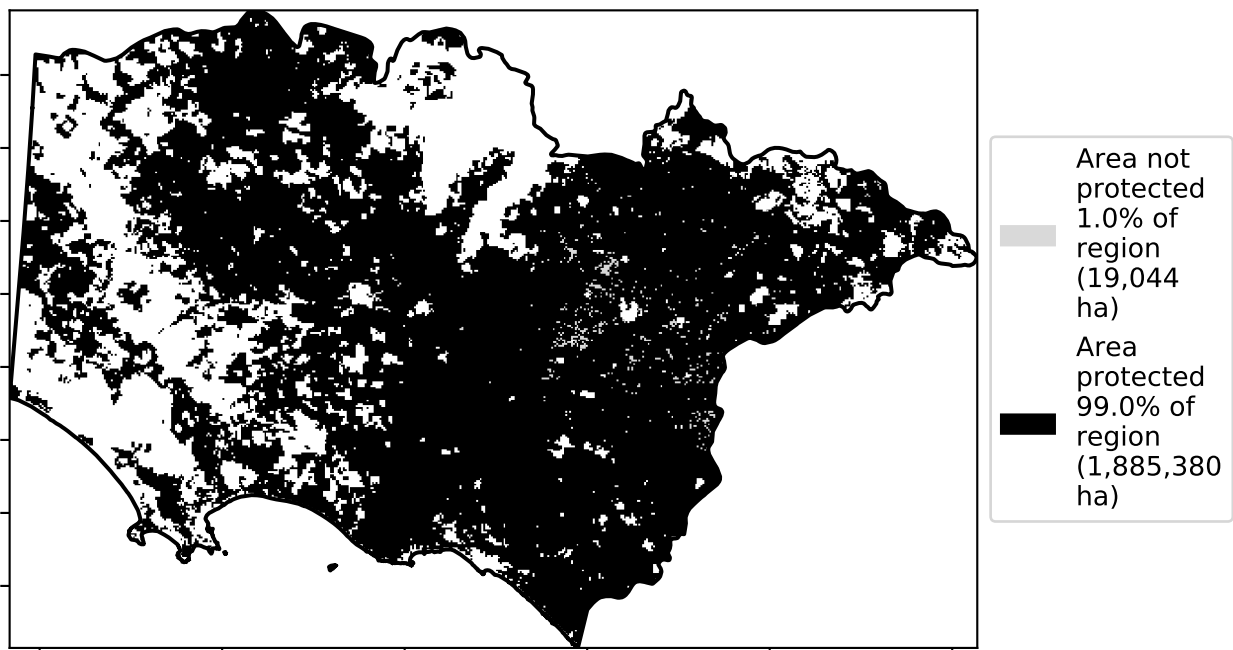 Area not
protected
1.0% of
region
(19,044
ha)
Area
protected
99.0% of
region
(1,885,380
ha)